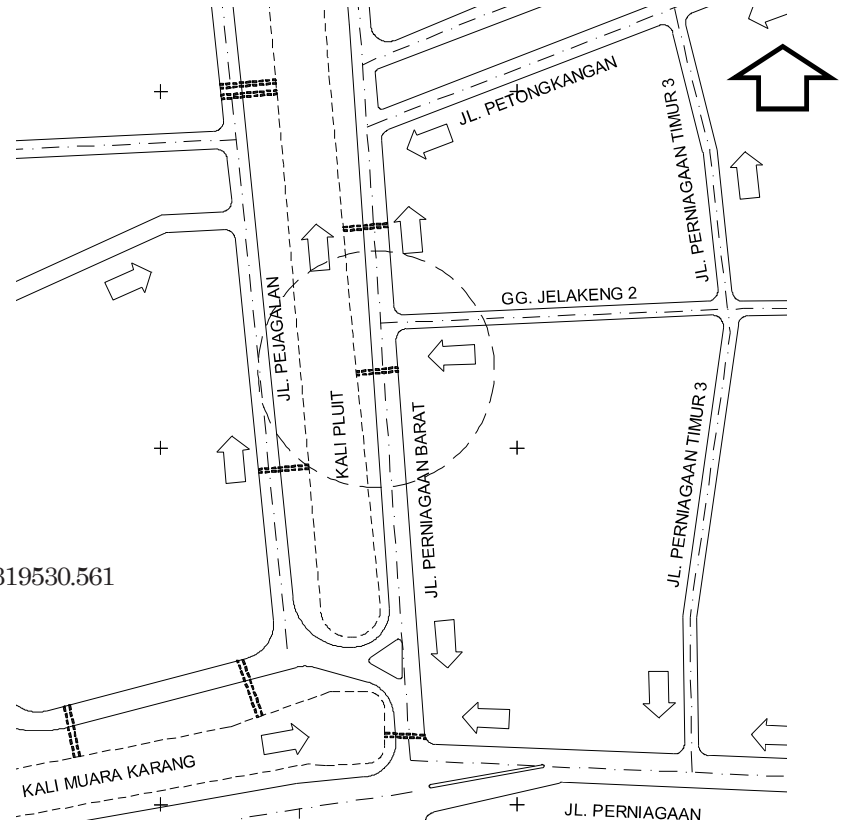 JL. PETONGKANGAN
JL. PERNIAGAAN TIMUR 3
GG. JELAKENG 2
JL. PEJAGALAN
KALI PLUIT
JL. PERNIAGAAN BARAT
JL. PERNIAGAAN TIMUR 3
319530.561
KALI MUARA KARANG
JL. PERNIAGAAN